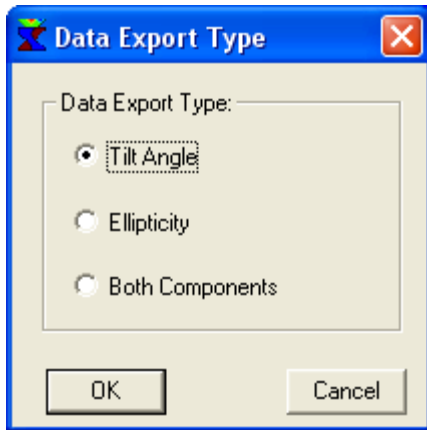 Data Export Type
Data Export Type:
Tilt Angle
Ellipticity
Both Components
OK Cancel